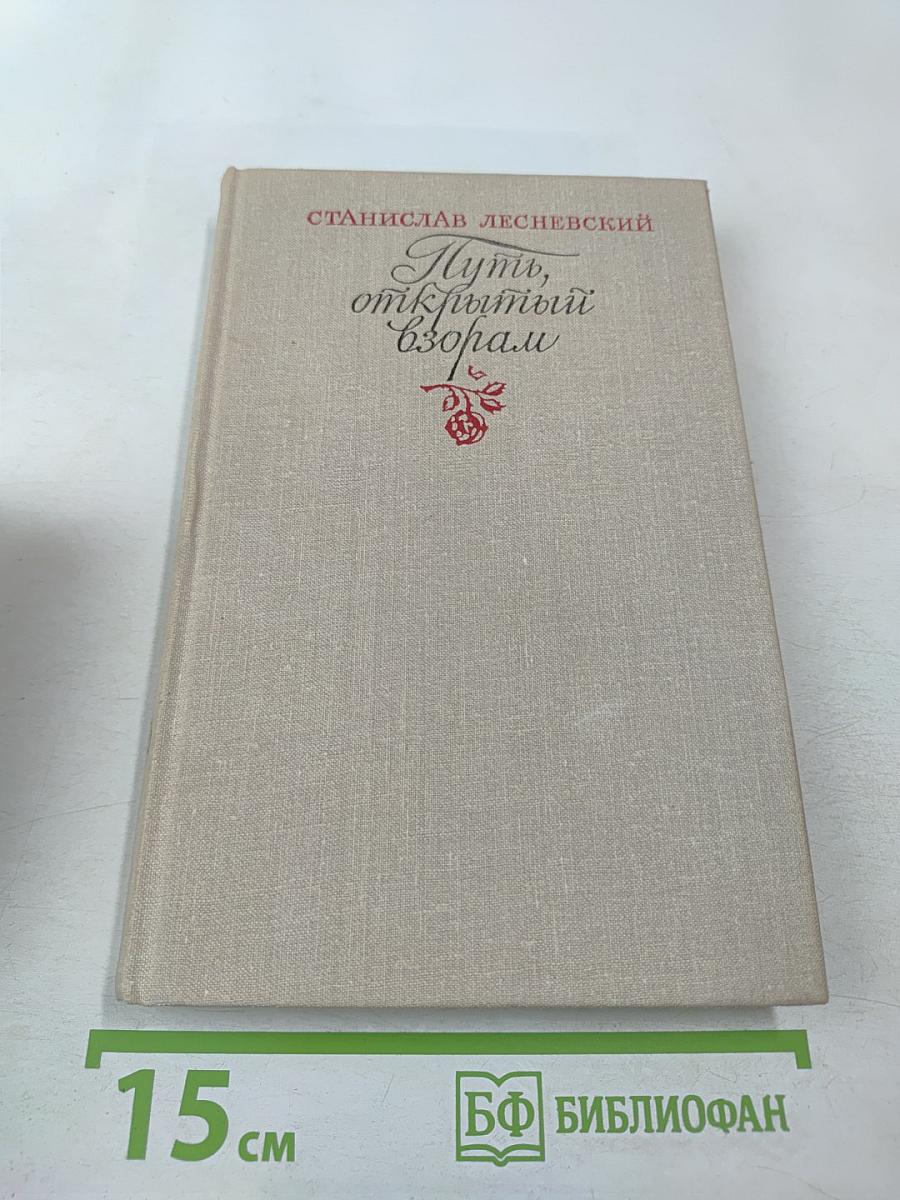 СТАНИСЛАВ ЛЕСНЕВСКИЙ
Путь,
открытый
взорам
15 см
БФ БИБЛИОФАН